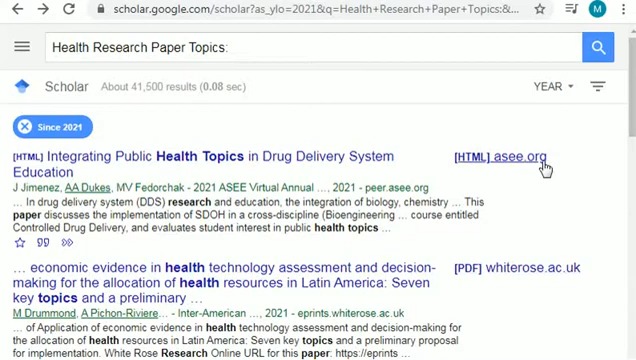 scholar.google.com/scholar?as_ylo=2021&q=Health+Research+Paper+Topics:&...
M
Health Research Paper Topics:
Scholar
About 41,500 results (0.08 sec)
YEAR
Since 2021
[HTML] Integrating Public Health Topics in Drug Delivery System
Education
[HTML] asee.org
J Jimenez, AA Dukes, MV Fedorchak - 2021 ASEE Virtual Annual …, 2021 - peer.asee.org
... In drug delivery system (DDS) research and education, the integration of biology, chemistry ... This
paper discusses the implementation of SDOH in a cross-discipline (Bioengineering ... course entitled
Controlled Drug Delivery, and evaluates student interest in public health topics ...
... economic evidence in health technology assessment and decision-
making for the allocation of health resources in Latin America: Seven
key topics and a preliminary ...
[PDF] whiterose.ac.uk
M Drummond, A Pichon-Riviere… - Inter-American …, 2021 - eprints.whiterose.ac.uk
... of Application of economic evidence in health technology assessment and decision-making for the
allocation of health resources in Latin America: Seven key topics and a preliminary proposal
for implementation. White Rose Research Online URL for this paper: https://eprints ...